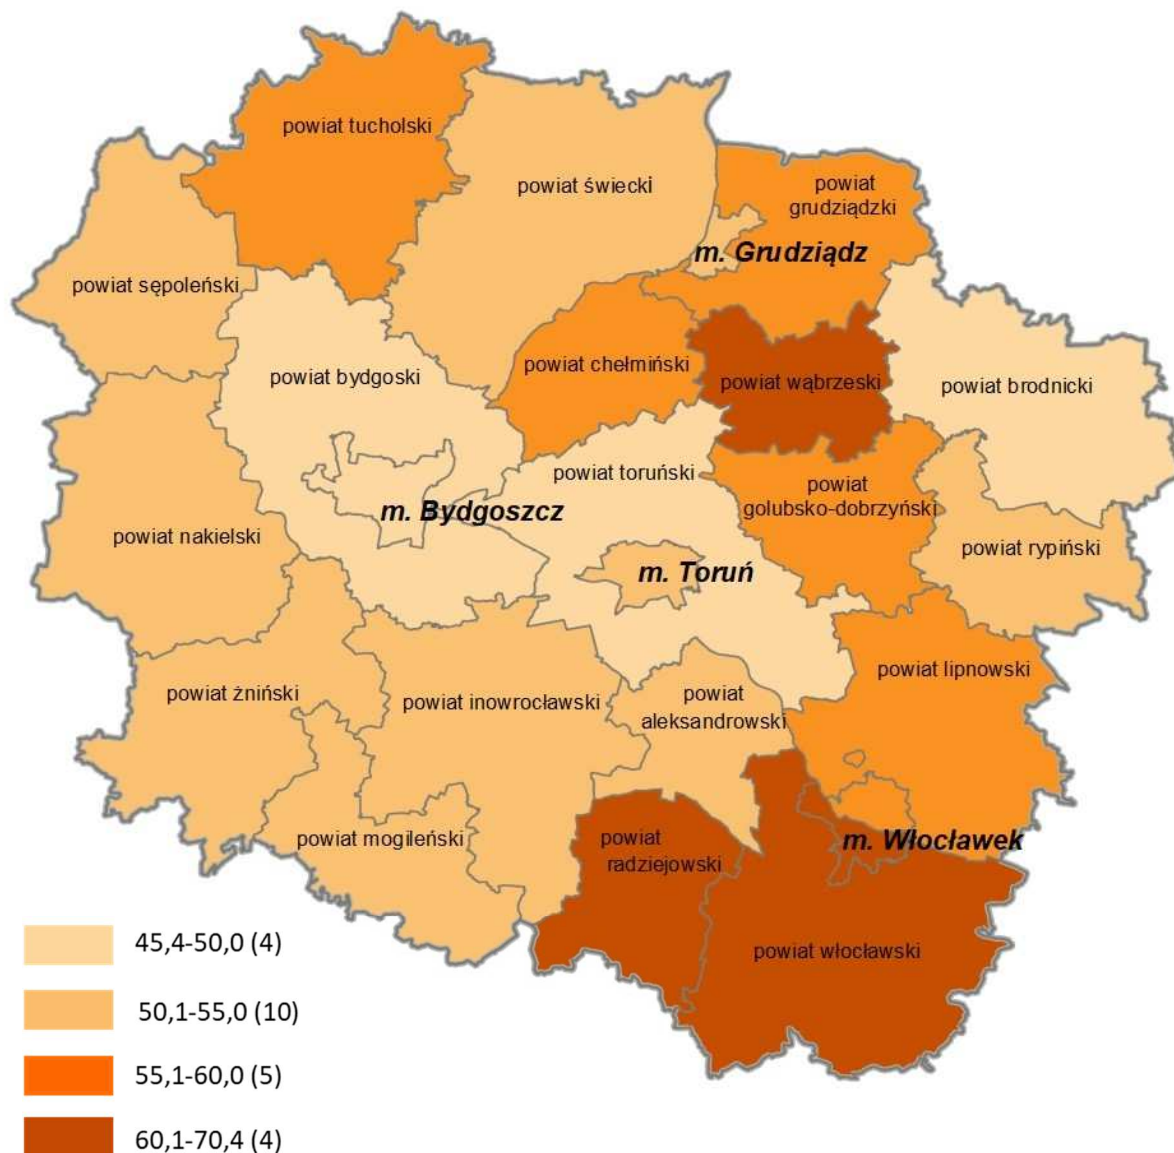 powiat tucholski
powiat świecki
powiat
grudziądzki
m. Grudziądz
powiat sępoleński
powiat bydgoski
powiat chełmiński
powiat wąbrzeski
powiat brodnicki
powiat toruński
powiat
golubsko-dobrzyński
m. Bydgoszcz
powiat nakielski
powiat rypiński
m. Toruń
powiat żniński
powiat inowrocławski
powiat
aleksandrowski
powiat lipnowski
powiat mogileński
powiat
radziejowski
m. Włocławek
powiat włocławski
45,4-50,0 (4)
50,1-55,0 (10)
55,1-60,0 (5)
60,1-70,4 (4)